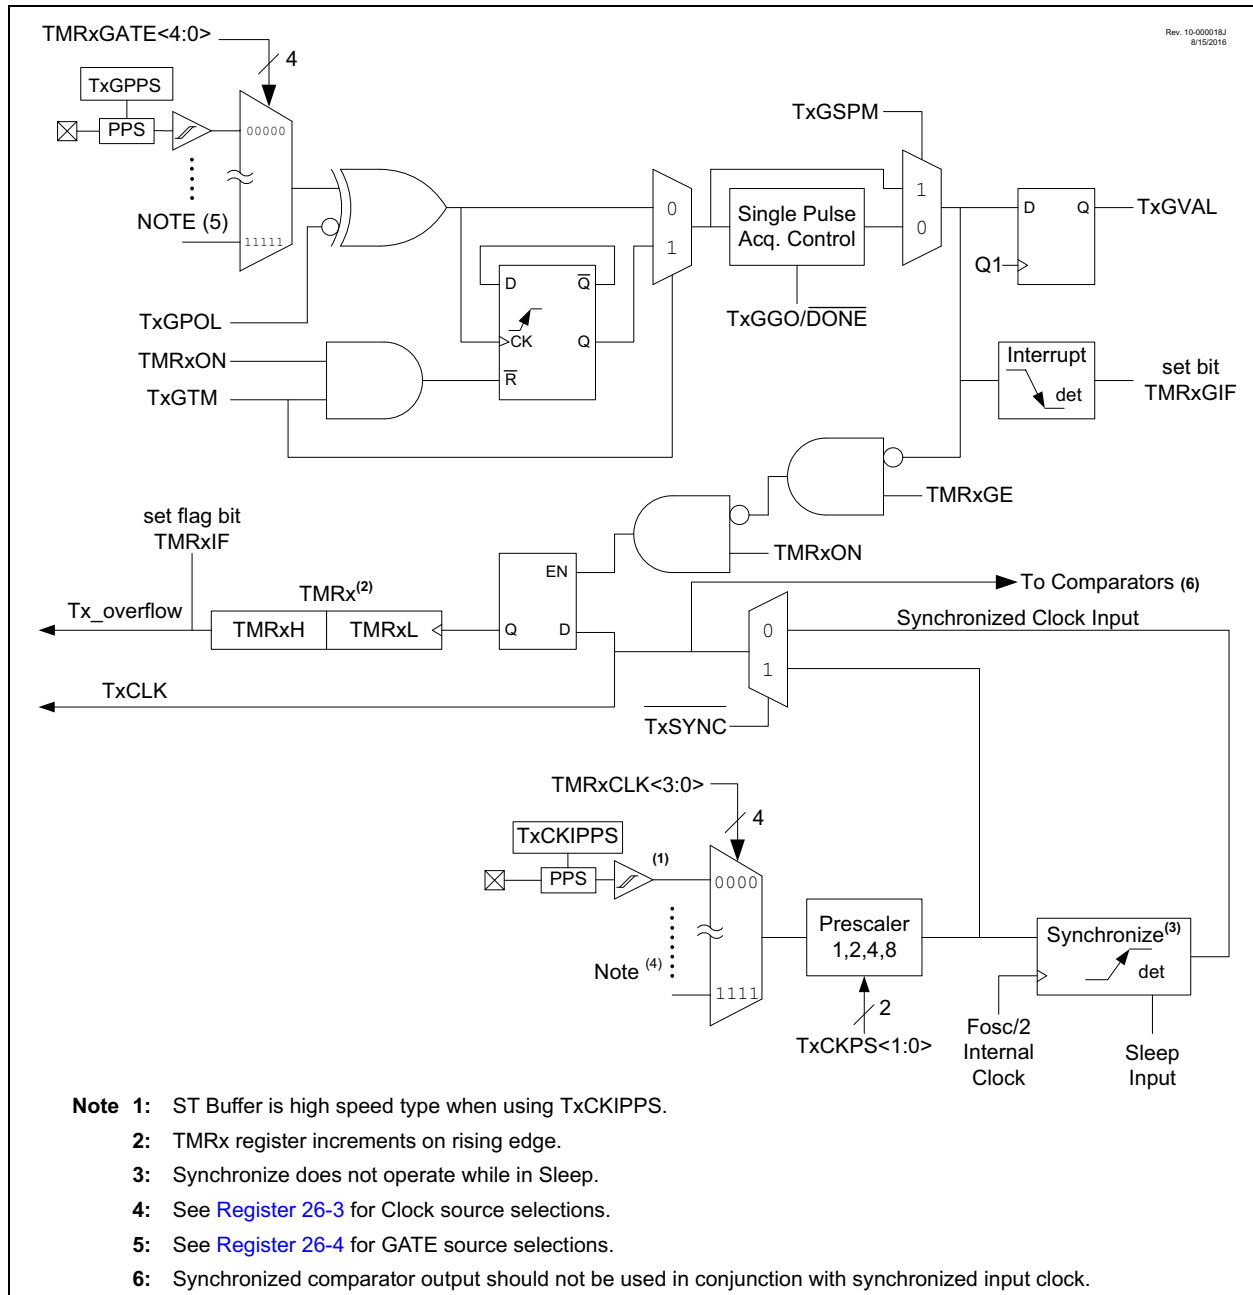 Rev. 10-000018J
8/15/2016
TMRxGATE<4:0>
4
TxGPPS
PPS
00000
NOTE (5)
11111
TxGPOL
TMRxON
TxGTM
D
Q
CK
Q
R
0
1
Single Pulse
Acq. Control
TxGGO/DONE
TxGSPM
1
0
D
Q
Q1
TxGVAL
Interrupt
det
set bit
TMRxGIF
TMRxGE
TMRxON
set flag bit
TMRxIF
Tx_overflow
TMRx(2)
TMRxH
TMRxL
EN
Q
D
To Comparators (6)
0
1
Synchronized Clock Input
TxCLK
TxSYNC
TMRxCLK<3:0>
4
TxCKIPPS
PPS
(1)
0000
Note (4)
1111
Prescaler
1,2,4,8
2
TxCKPS<1:0>
Synchronize(3)
det
Fosc/2
Internal
Clock
Sleep
Input
Note 1: ST Buffer is high speed type when using TxCKIPPS.
2: TMRx register increments on rising edge.
3: Synchronize does not operate while in Sleep.
4: See Register 26-3 for Clock source selections.
5: See Register 26-4 for GATE source selections.
6: Synchronized comparator output should not be used in conjunction with synchronized input clock.